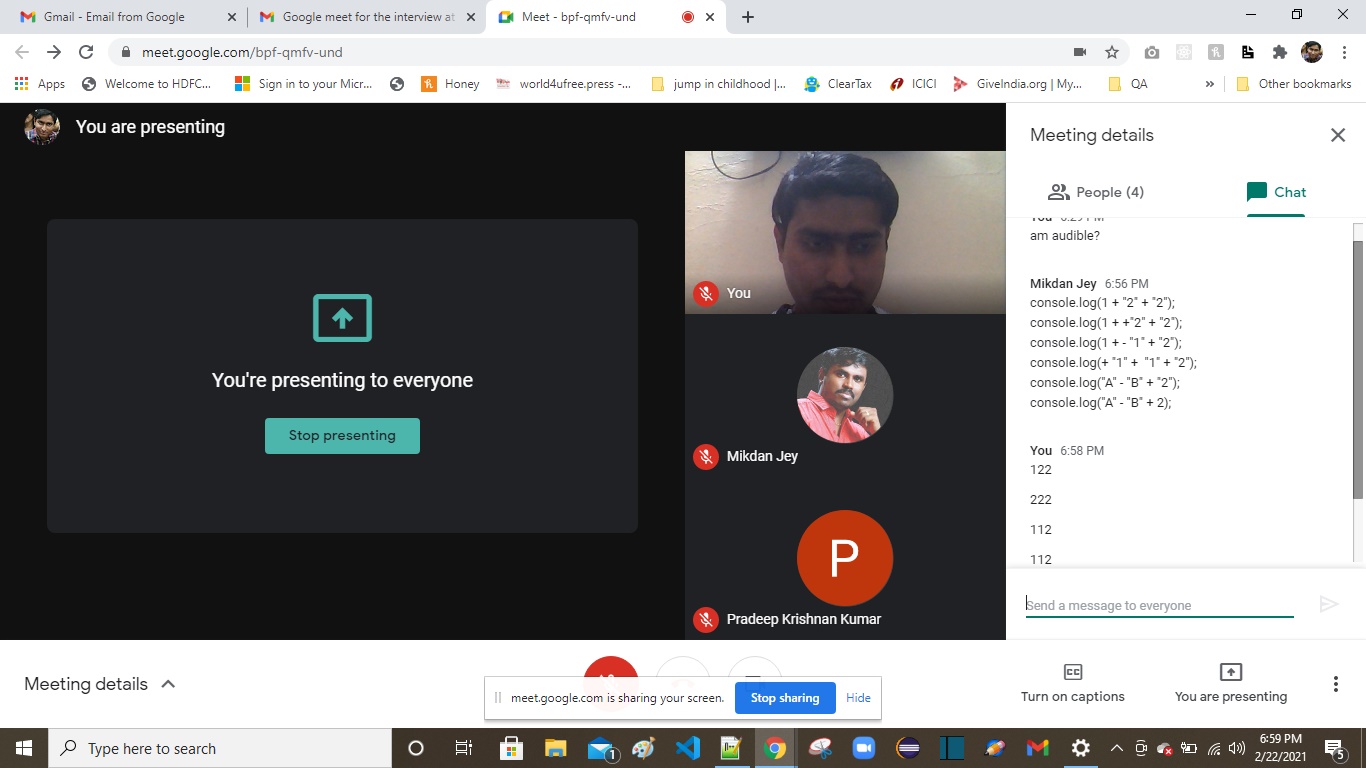 Gmail - Email from Google
Google meet for the interview at
Meet - bpf-qmfv-und
meet.google.com/bpf-qmfv-und
Apps
Welcome to HDFC...
Sign in to your Micr...
Honey
world4ufree.press -...
jump in childhood |...
ClearTax
ICICI
GiveIndia.org | My...
QA
»
Other bookmarks
You are presenting
You're presenting to everyone
Stop presenting
You
Mikdan Jey
P
Pradeep Krishnan Kumar
Meeting details
People (4)
Chat
You 6:29 PM
am audible?
Mikdan Jey 6:56 PM
console.log(1 + "2" + "2");
console.log(1 + +"2" + "2");
console.log(1 + - "1" + "2");
console.log(+ "1" +  "1" + "2");
console.log("A" - "B" + "2");
console.log("A" - "B" + 2);
You 6:58 PM
122
222
112
112
Send a message to everyone
Meeting details
meet.google.com is sharing your screen.
Stop sharing
Hide
Turn on captions
You are presenting
Type here to search
1
6:59 PM
2/22/2021
5